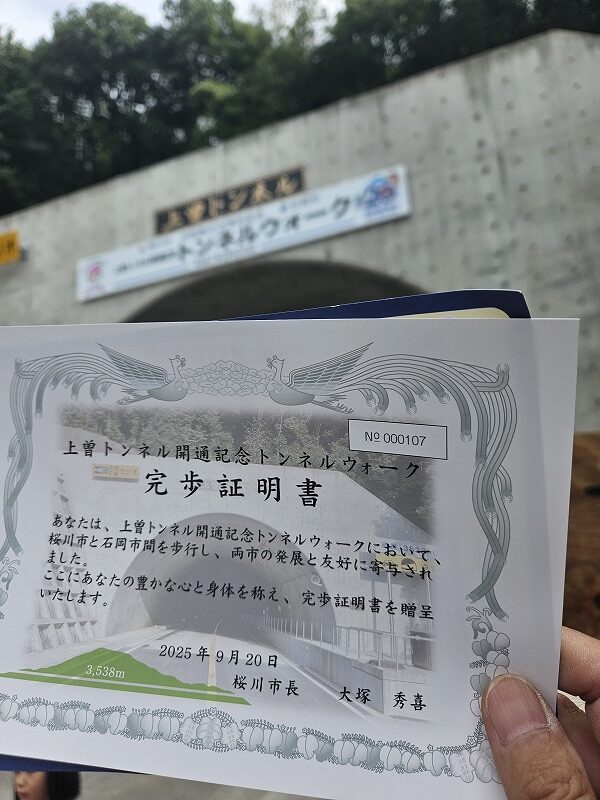 上曽トンネル
トンネルウォーク
№ 000107
上曽トンネル開通記念トンネルウォーク
完歩証明書
あなたは、上曽トンネル開通記念トンネルウォークにおいて、
桜川市と石岡市間を歩行し、両市の発展と友好に寄与され
ました。
ここにあなたの豊かな心と身体を称え、完歩証明書を贈呈
いたします。
2025年9月20日
3,538m
桜川市長 大塚 秀喜